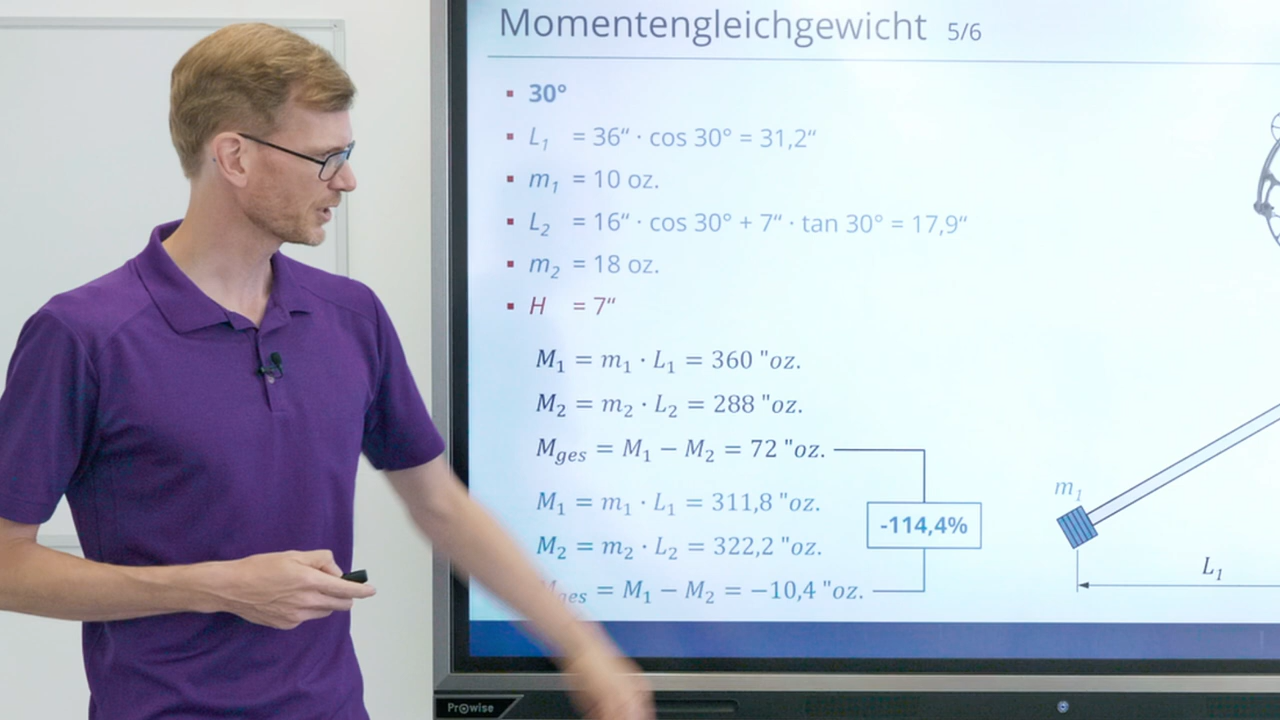 Momentengleichgewicht 5/6
▪ 30°
▪ L₁ = 36“ · cos 30° = 31,2“
▪ m₁ = 10 oz.
▪ L₂ = 16“ · cos 30° + 7“ · tan 30° = 17,9“
▪ m₂ = 18 oz.
▪ H = 7“
M₁ = m₁ · L₁ = 360 "oz.
M₂ = m₂ · L₂ = 288 "oz.
M_ges = M₁ − M₂ = 72 "oz.
M₁ = m₁ · L₁ = 311,8 "oz.
-114,4%
M₂ = m₂ · L₂ = 322,2 "oz.
M_ges = M₁ − M₂ = −10,4 "oz.
m₁
L₁
Prowise